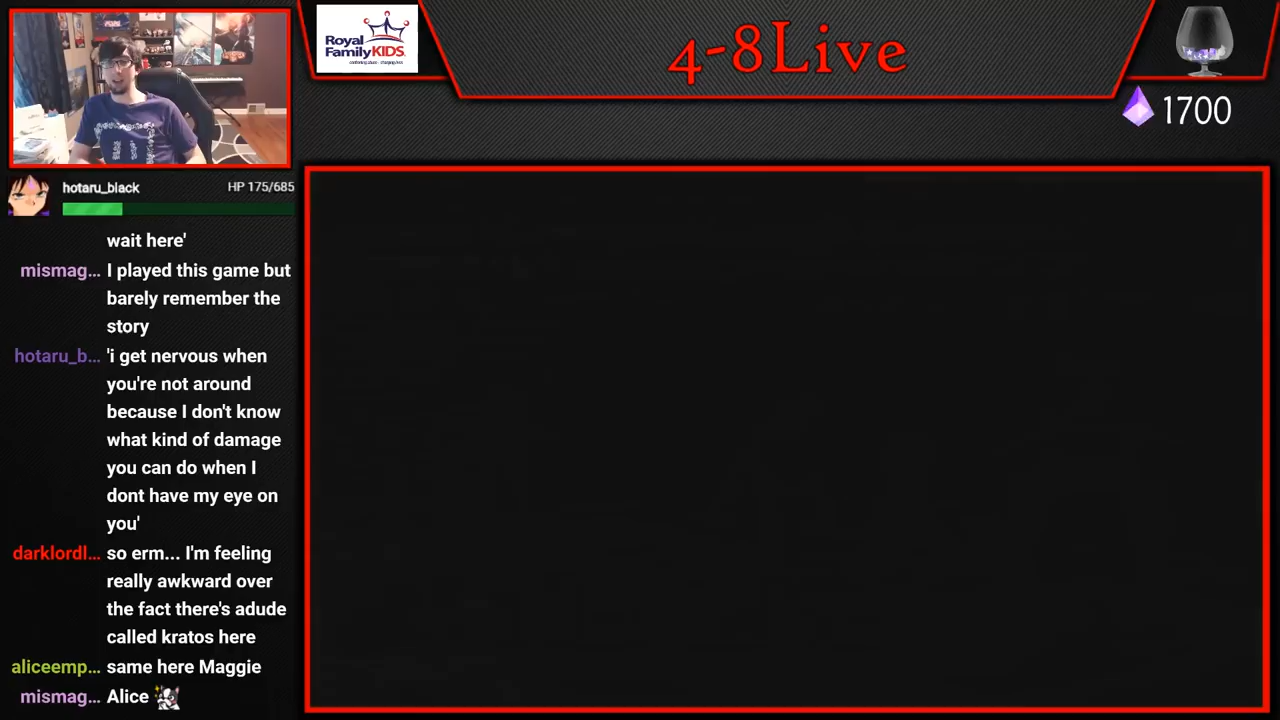 Royal
FamilyKIDS.
4-8Live
1700
hotaru_black HP 175/685
wait here'
mismag... I played this game but
barely remember the
story
hotaru_b... 'i get nervous when
you're not around
because I don't know
what kind of damage
you can do when I
dont have my eye on
you'
darklordl... so erm... I'm feeling
really awkward over
the fact there's adude
called kratos here
aliceemp... same here Maggie
mismag... Alice